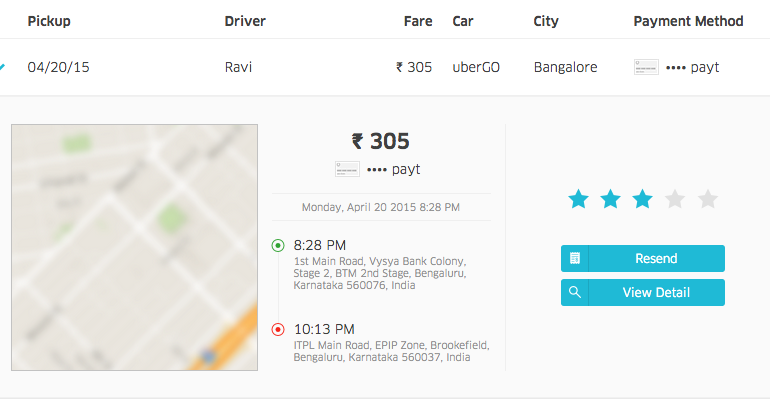 Pickup Driver Fare Car City Payment Method
04/20/15 Ravi ₹ 305 uberGO Bangalore •••• payt
₹ 305
•••• payt
Monday, April 20 2015 8:28 PM
8:28 PM
1st Main Road, Vysya Bank Colony,
Stage 2, BTM 2nd Stage, Bengaluru,
Karnataka 560076, India
10:13 PM
ITPL Main Road, EPIP Zone, Brookefield,
Bengaluru, Karnataka 560037, India
Resend
View Detail